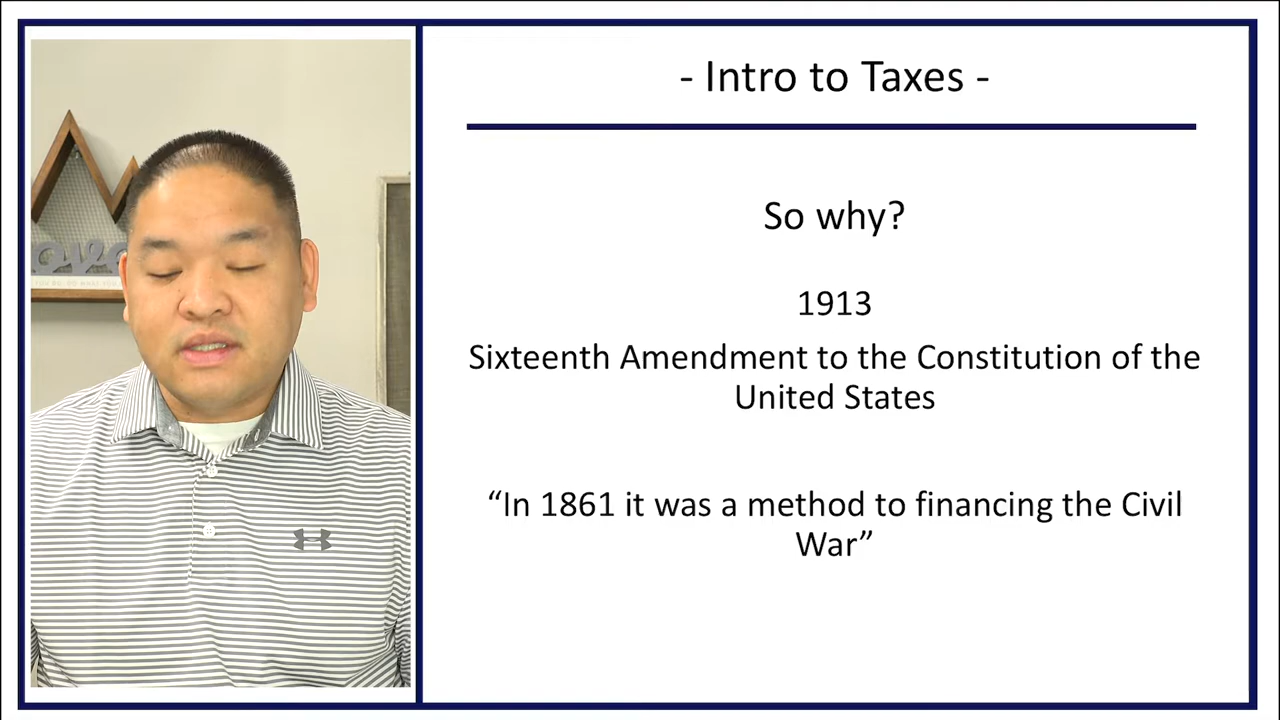 - Intro to Taxes -
So why?
1913
Sixteenth Amendment to the Constitution of the
United States
“In 1861 it was a method to financing the Civil
War”